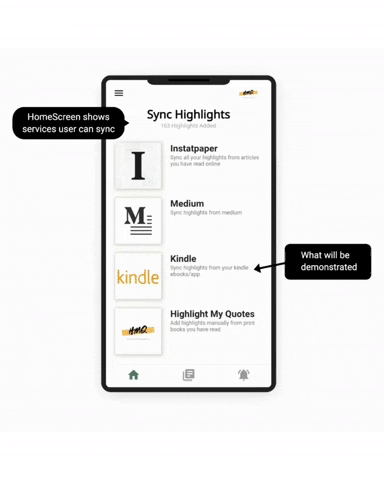 HMQ
HomeScreen shows
services user can sync
Sync Highlights
163 Highlights Added
I
Instatpaper
Sync all your highlights from articles
you have read online
M
Medium
Sync highlights from medium
kindle
Kindle
Sync highlights from your kindle
ebooks/app
What will be
demonstrated
HMQ
Highlight My Quotes
Add highlights manually from print
books you have read